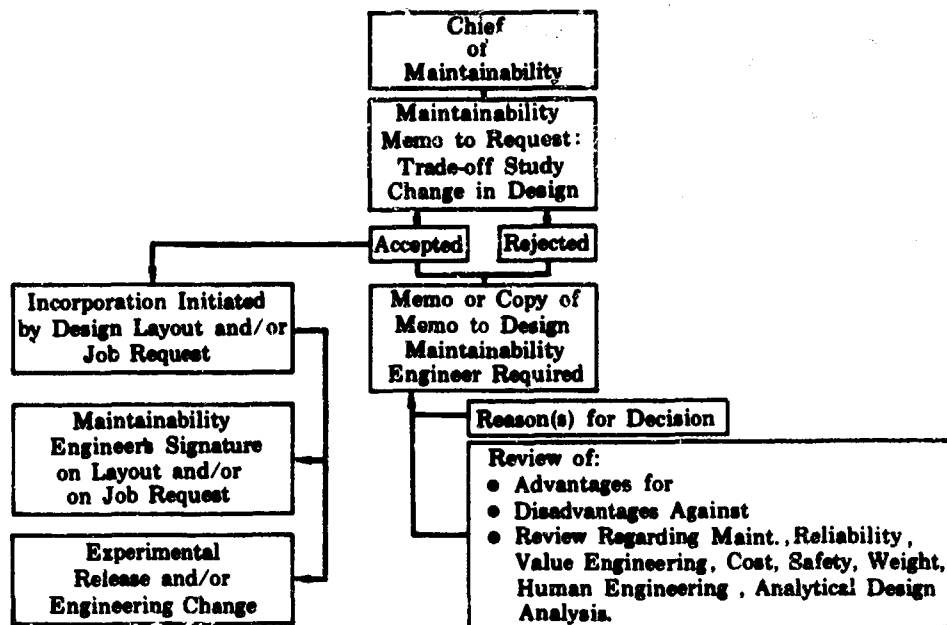 Chief
of
Maintainability
Maintainability
Memo to Request:
Trade-off Study
Change in Design
Accepted
Rejected
Incorporation Initiated
by Design Layout and/or
Job Request
Memo or Copy of
Memo to Design
Maintainability
Engineer Required
Reason(s) for Decision
Maintainability
Engineer's Signature
on Layout and/or
on Job Request
Review of:
● Advantages for
● Disadvantages Against
● Review Regarding Maint., Reliability,
Value Engineering, Cost, Safety, Weight,
Human Engineering , Analytical Design
Analysis.
Experimental
Release and/or
Engineering Change